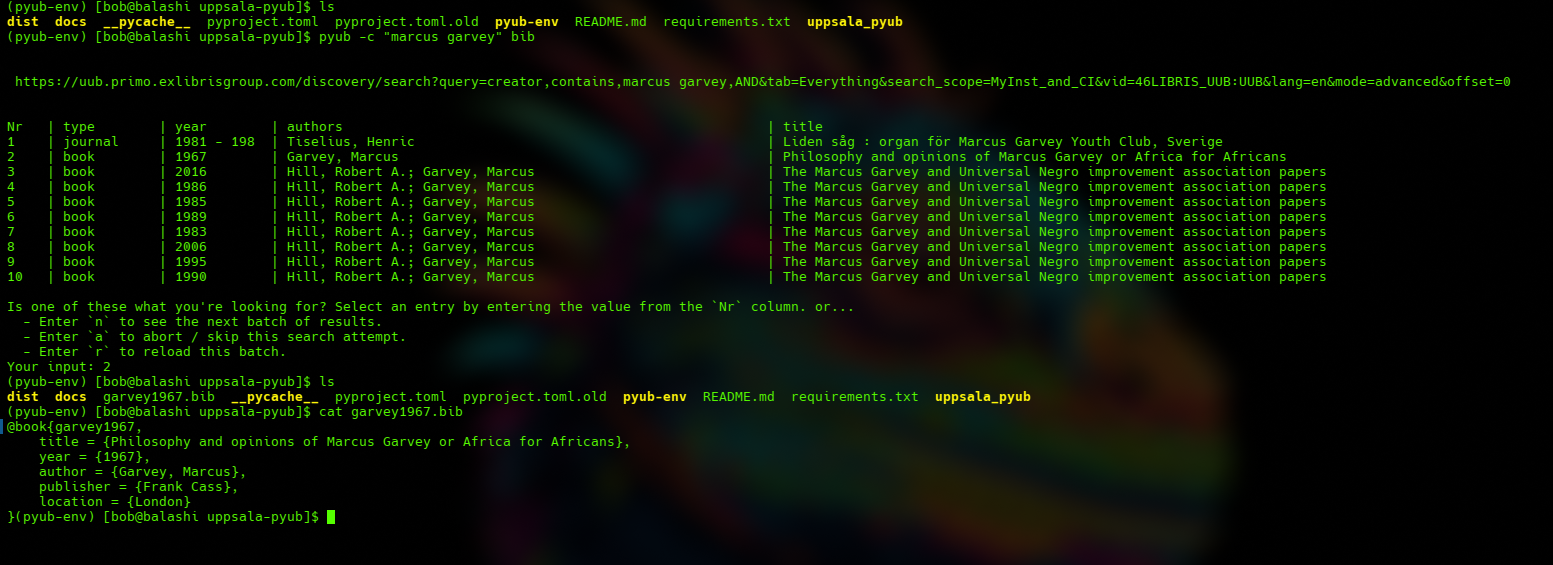 (pyub-env) [bob@balashi uppsala-pyub]$ ls
dist  docs  __pycache__  pyproject.toml  pyproject.toml.old  pyub-env  README.md  requirements.txt  uppsala_pyub
(pyub-env) [bob@balashi uppsala-pyub]$ pyub -c "marcus garvey" bib
https://uub.primo.exlibrisgroup.com/discovery/search?query=creator,contains,marcus garvey,AND&tab=Everything&search_scope=MyInst_and_CI&vid=46LIBRIS_UUB:UUB&lang=en&mode=advanced&offset=0
Nr   | type        | year        | authors                                                     | title
1    | journal     | 1981 - 198  | Tiselius, Henric                                            | Liden såg : organ för Marcus Garvey Youth Club, Sverige
2    | book        | 1967        | Garvey, Marcus                                              | Philosophy and opinions of Marcus Garvey or Africa for Africans
3    | book        | 2016        | Hill, Robert A.; Garvey, Marcus                             | The Marcus Garvey and Universal Negro improvement association papers
4    | book        | 1986        | Hill, Robert A.; Garvey, Marcus                             | The Marcus Garvey and Universal Negro improvement association papers
5    | book        | 1985        | Hill, Robert A.; Garvey, Marcus                             | The Marcus Garvey and Universal Negro improvement association papers
6    | book        | 1989        | Hill, Robert A.; Garvey, Marcus                             | The Marcus Garvey and Universal Negro improvement association papers
7    | book        | 1983        | Hill, Robert A.; Garvey, Marcus                             | The Marcus Garvey and Universal Negro improvement association papers
8    | book        | 2006        | Hill, Robert A.; Garvey, Marcus                             | The Marcus Garvey and Universal Negro improvement association papers
9    | book        | 1995        | Hill, Robert A.; Garvey, Marcus                             | The Marcus Garvey and Universal Negro improvement association papers
10   | book        | 1990        | Hill, Robert A.; Garvey, Marcus                             | The Marcus Garvey and Universal Negro improvement association papers
Is one of these what you're looking for? Select an entry by entering the value from the `Nr` column. or...
  - Enter `n` to see the next batch of results.
  - Enter `a` to abort / skip this search attempt.
  - Enter `r` to reload this batch.
Your input: 2
(pyub-env) [bob@balashi uppsala-pyub]$ ls
dist  docs  garvey1967.bib  __pycache__  pyproject.toml  pyproject.toml.old  pyub-env  README.md  requirements.txt  uppsala_pyub
(pyub-env) [bob@balashi uppsala-pyub]$ cat garvey1967.bib
@book{garvey1967,
    title = {Philosophy and opinions of Marcus Garvey or Africa for Africans},
    year = {1967},
    author = {Garvey, Marcus},
    publisher = {Frank Cass},
    location = {London}
}(pyub-env) [bob@balashi uppsala-pyub]$